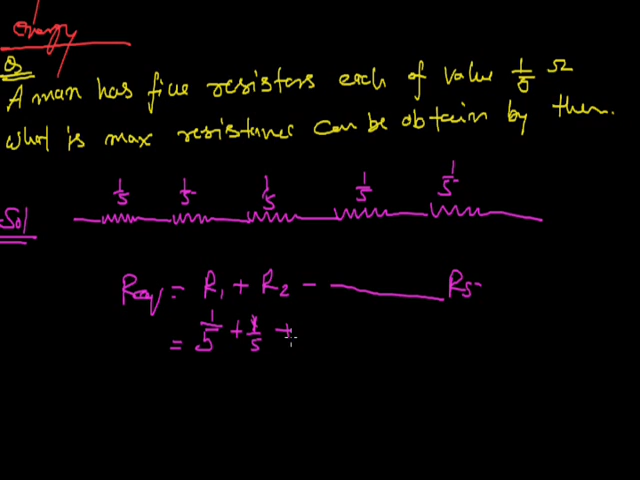 energy
Q
A man has five resistors each of value 1/5 Ω
what is max resistance can be obtain by them.
1/5 1/5 1/5 1/5 1/5
Sol
Req = R1 + R2 - ——— R5
= 1/5 + 1/5 +